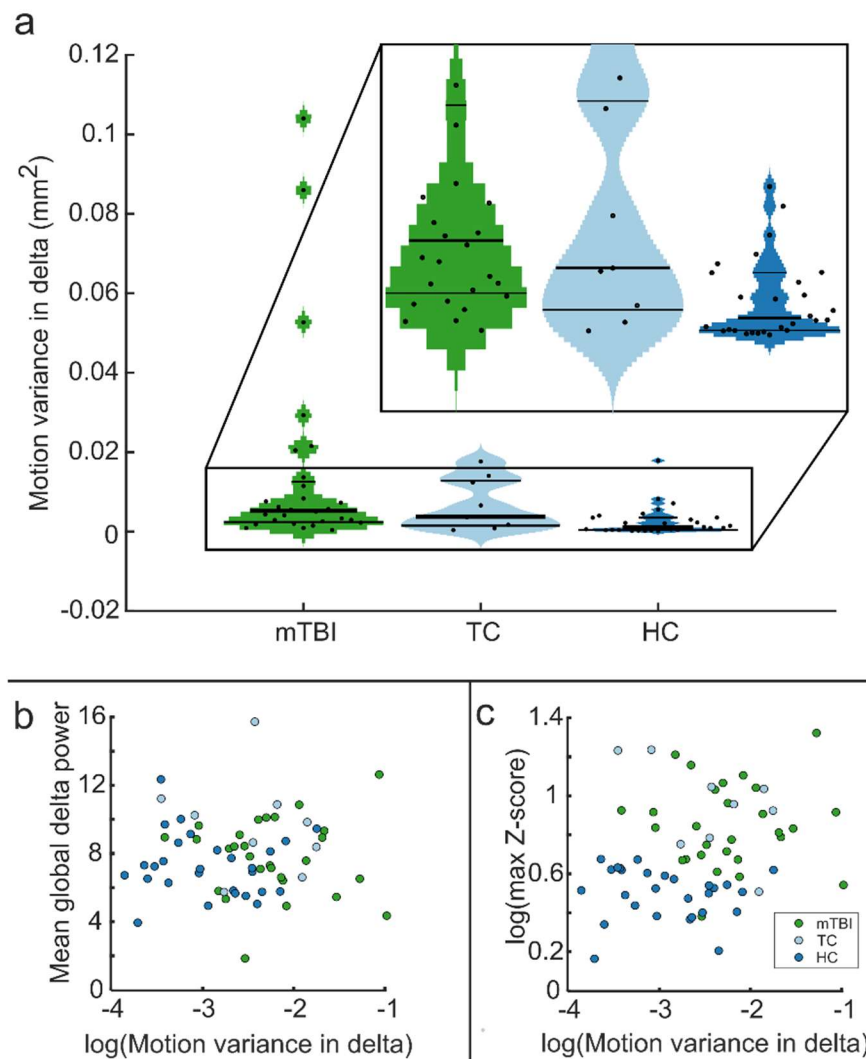 a
Motion variance in delta (mm²)
0.12
0.1
0.08
0.06
0.04
0.02
0
-0.02
mTBI
TC
HC
b
Mean global delta power
16
12
8
4
0
-4
-3
-2
-1
log(Motion variance in delta)
c
log(max Z-score)
1.4
1
0.6
0.2
0
-4
-3
-2
-1
log(Motion variance in delta)
mTBI
TC
HC